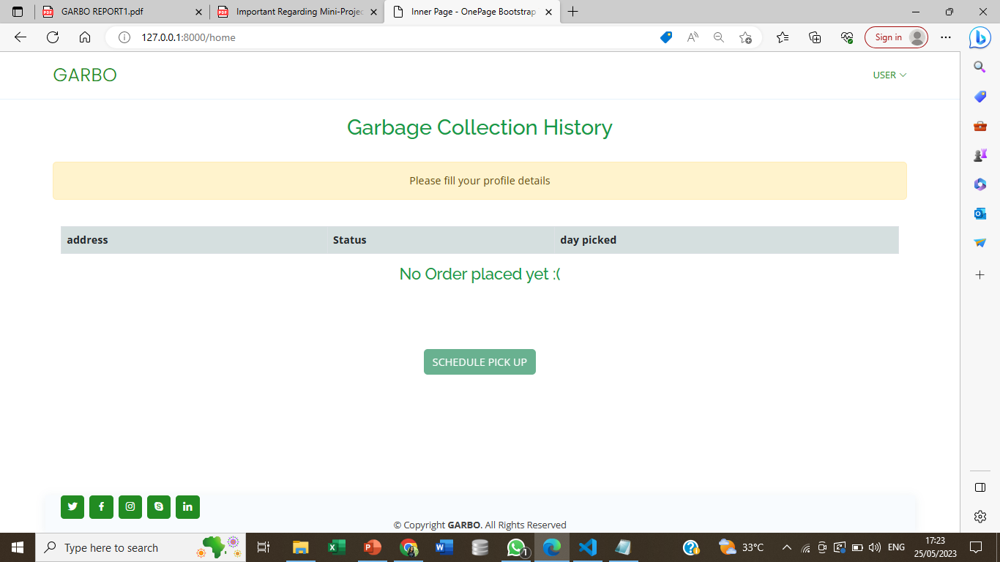 GARBO REPORT1.pdf
Important Regarding Mini-Projec
Inner Page - OnePage Bootstrap
127.0.0.1:8000/home
Sign in
GARBO
USER
Garbage Collection History
Please fill your profile details
address Status day picked
No Order placed yet :(
SCHEDULE PICK UP
© Copyright GARBO. All Rights Reserved
Type here to search
1
33°C
ENG
17:23
25/05/2023